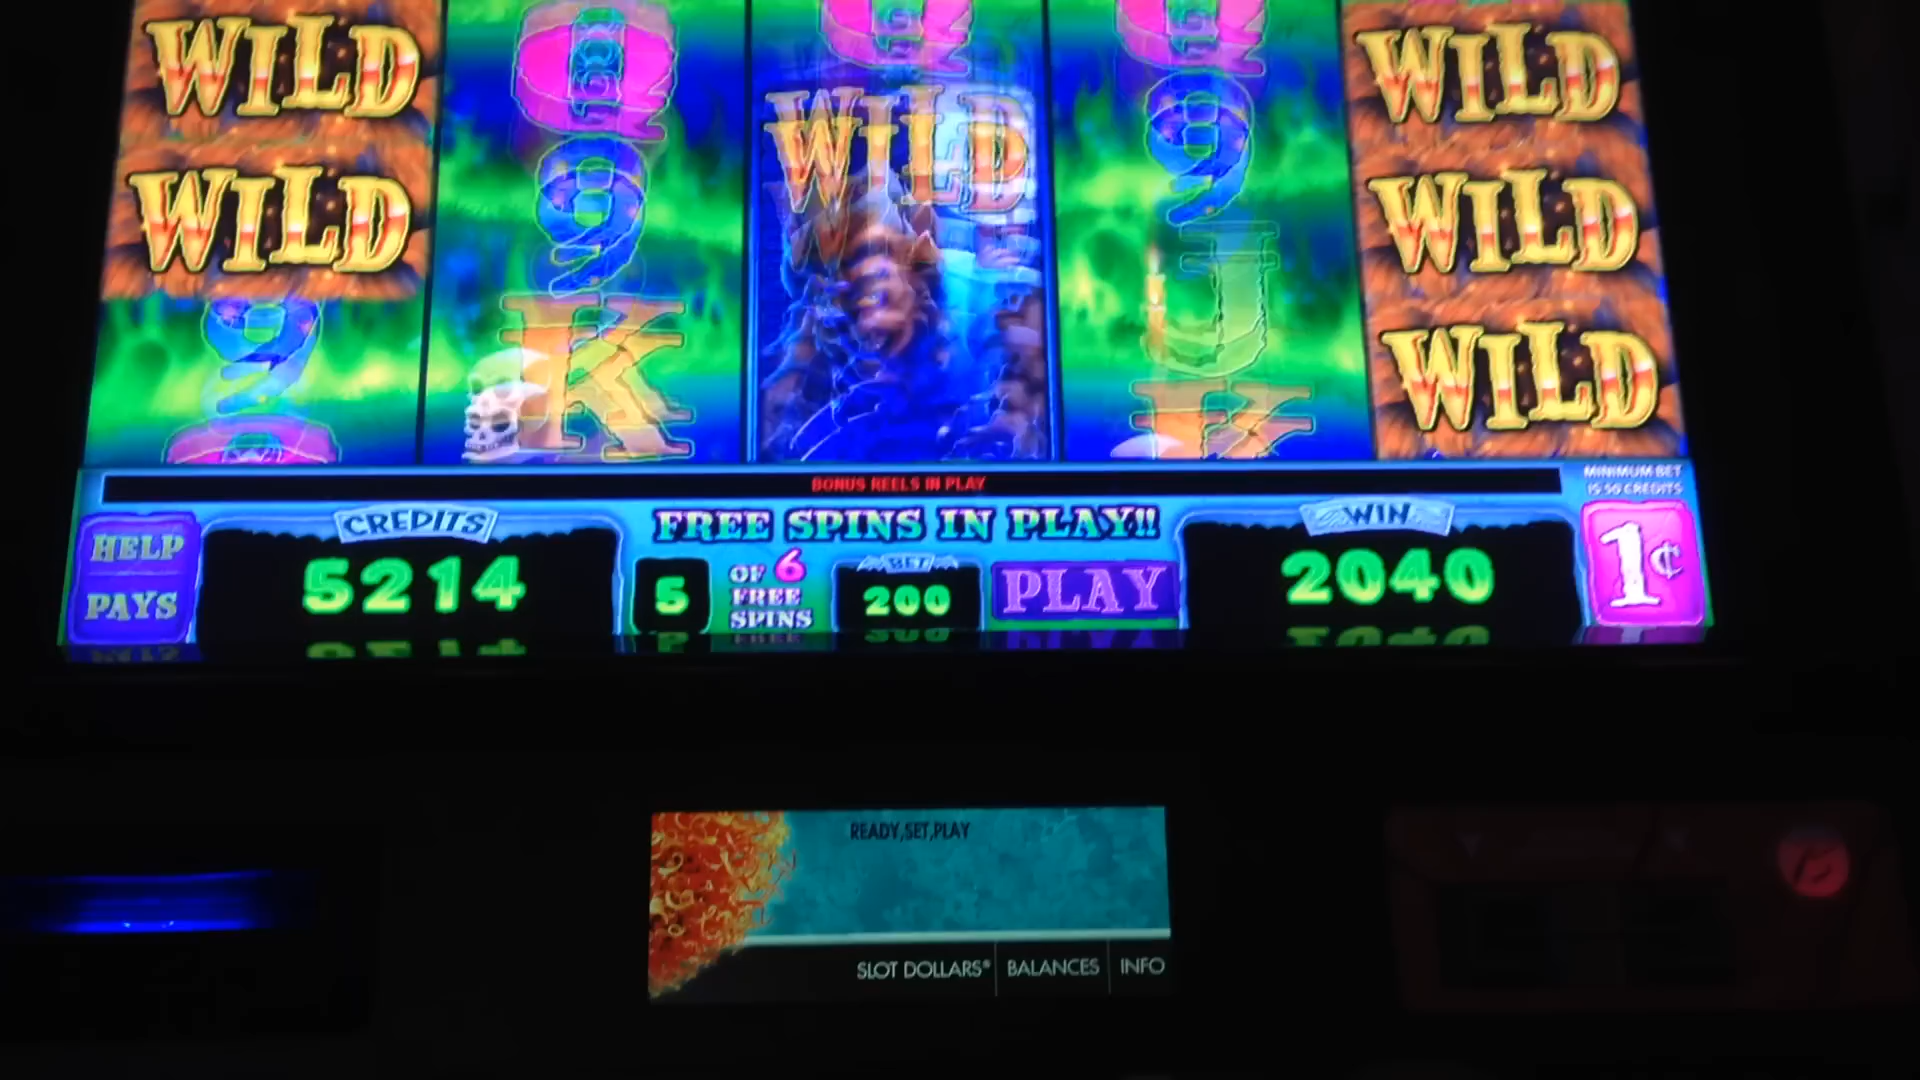 WILD Q WILD
WILD 9 WILD 9 WILD
9 K J WILD
K
BONUS REELS IN PLAY
MINIMUM BET
IS 50 CREDITS
HELP
PAYS
CREDITS
5214
FREE SPINS IN PLAY!!
5 OF 6
FREE
SPINS
BET
200
PLAY
WIN
2040
1¢
READY,SET,PLAY
SLOT DOLLARS® BALANCES INFO